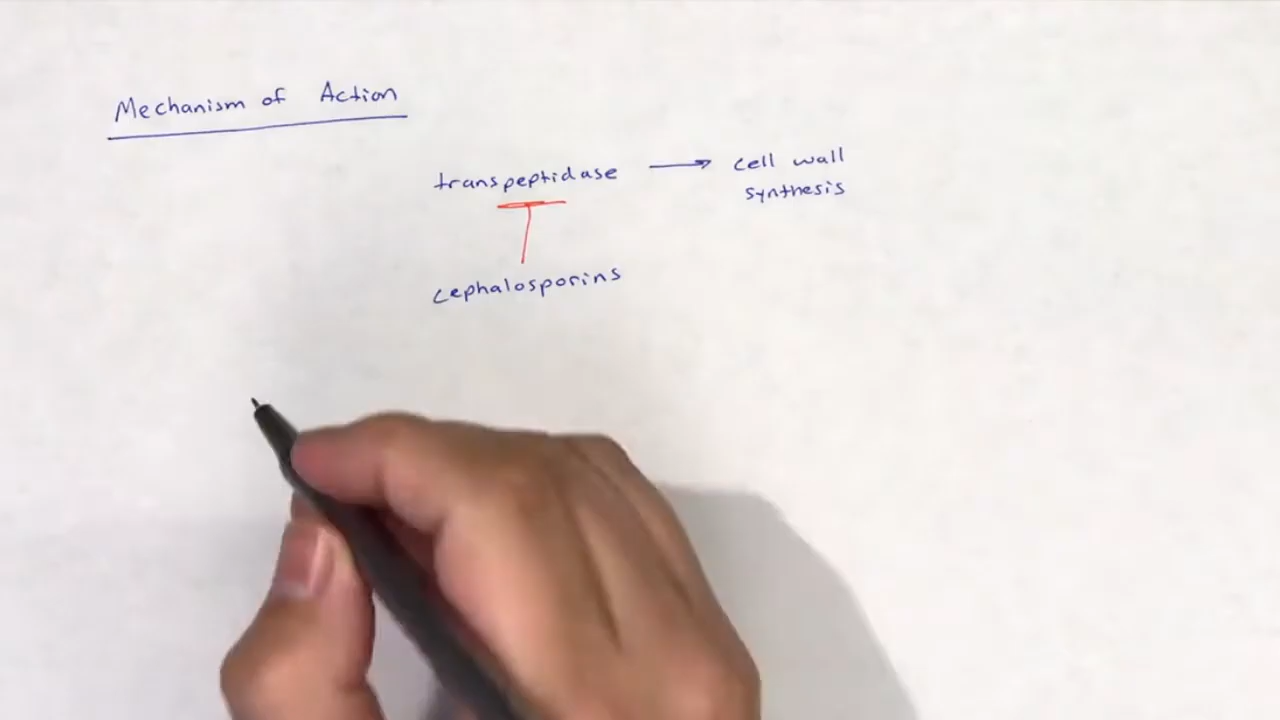 Mechanism of Action
transpeptidase → cell wall
synthesis
cephalosporins